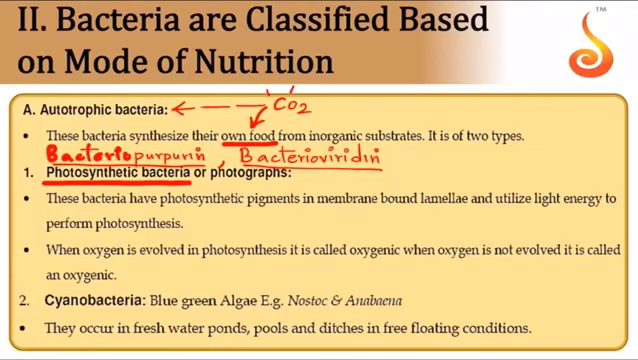 II. Bacteria are Classified Based
on Mode of Nutrition
TM
A. Autotrophic bacteria: CO2
• These bacteria synthesize their own food from inorganic substrates. It is of two types.
Bacteriopurpurin, Bacterioviridin
1. Photosynthetic bacteria or photographs:
• These bacteria have photosynthetic pigments in membrane bound lamellae and utilize light energy to
perform photosynthesis.
• When oxygen is evolved in photosynthesis it is called oxygenic when oxygen is not evolved it is called
an oxygenic.
2. Cyanobacteria: Blue green Algae E.g. Nostoc & Anabaena
• They occur in fresh water ponds, pools and ditches in free floating conditions.